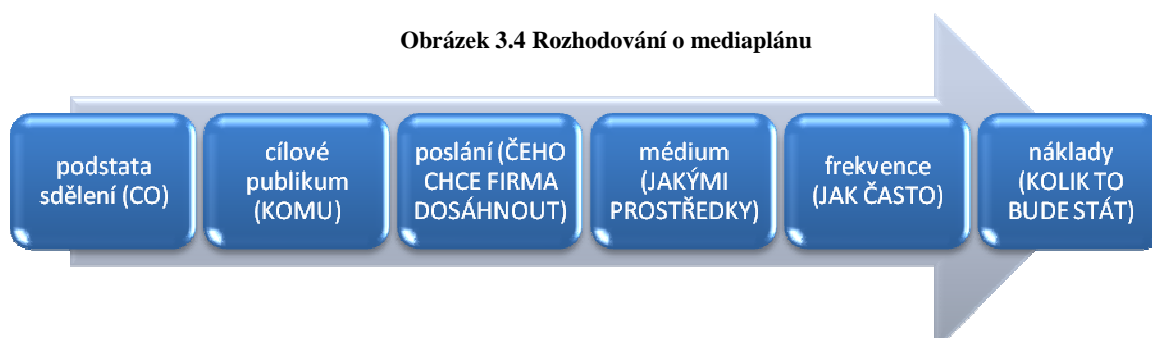 Obrázek 3.4 Rozhodování o mediaplánu
podstata
sdělení (CO)
cílové
publikum
(KOMU)
poslání (ČEHO
CHCE FIRMA
DOSÁHNOUT)
médium
(JAKÝMI
PROSTŘEDKY)
frekvence
(JAK ČASTO)
náklady
(KOLIK TO
BUDE STÁT)